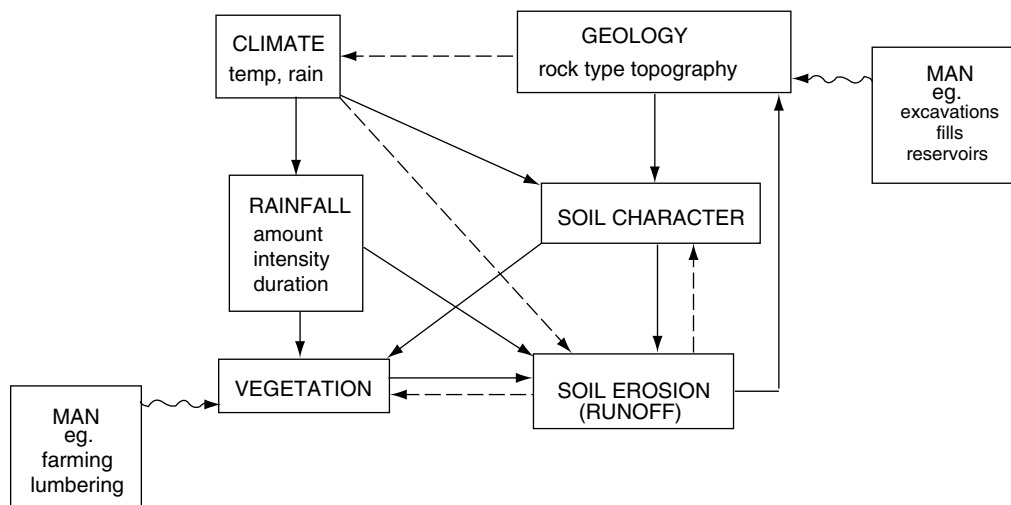 CLIMATE
temp, rain
GEOLOGY
rock type topography
MAN
eg.
excavations
fills
reservoirs
RAINFALL
amount
intensity
duration
SOIL CHARACTER
VEGETATION
SOIL EROSION
(RUNOFF)
MAN
eg.
farming
lumbering